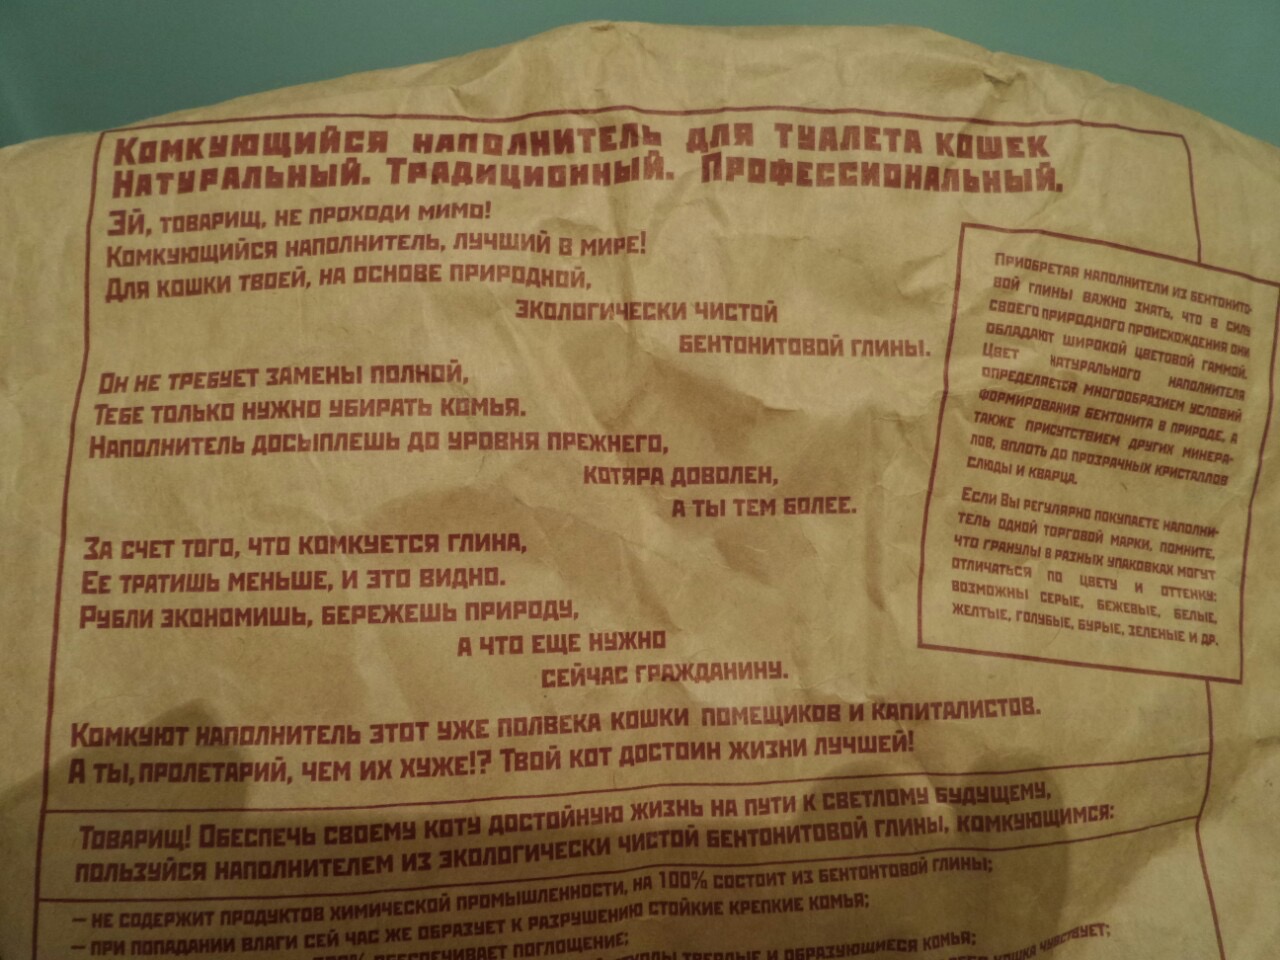 Комкующийся наполнитель для туалета кошек
Натуральный. Традиционный. Профессиональный.
Эй, товарищ, не проходи мимо!
Комкующийся наполнитель, лучший в мире!
Для кошки твоей, на основе природной,
экологически чистой
бентонитовой глины.
Он не требует замены полной,
Тебе только нужно убирать комья.
Наполнитель досыплешь до уровня прежнего,
котяра доволен,
а ты тем более.
За счет того, что комкуется глина,
Ее тратишь меньше, и это видно.
Рубли экономишь, бережешь природу,
а что еще нужно
сейчас гражданину.
Комкуют наполнитель этот уже полвека кошки помещиков и капиталистов.
А ты, пролетарий, чем их хуже!? Твой кот достоин жизни лучшей!
Приобретая наполнители из бентонито-
вой глины важно знать, что в силу
своего природного происхождения они
обладают широкой цветовой гаммой.
Цвет натурального наполнителя
определяется многообразием условий
формирования бентонита в природе, а
также присутствием других минера-
лов, вплоть до прозрачных кристаллов
слюды и кварца.
Если Вы регулярно покупаете наполни-
тель одной торговой марки, помните,
что гранулы в разных упаковках могут
отличаться по цвету и оттенку:
возможны серые, бежевые, белые,
желтые, голубые, бурые, зеленые и др.
Товарищ! Обеспечь своему коту достойную жизнь на пути к светлому будущему,
пользуйся наполнителем из экологически чистой бентонитовой глины, комкующимся:
– не содержит продуктов химической промышленности, на 100% состоит из бентонтовой глины;
– при попадании влаги сей час же образует к разрушению стойкие крепкие комья;
обеспечивает поглощение;
твердые и образующиеся комья;
кошка чувствует;